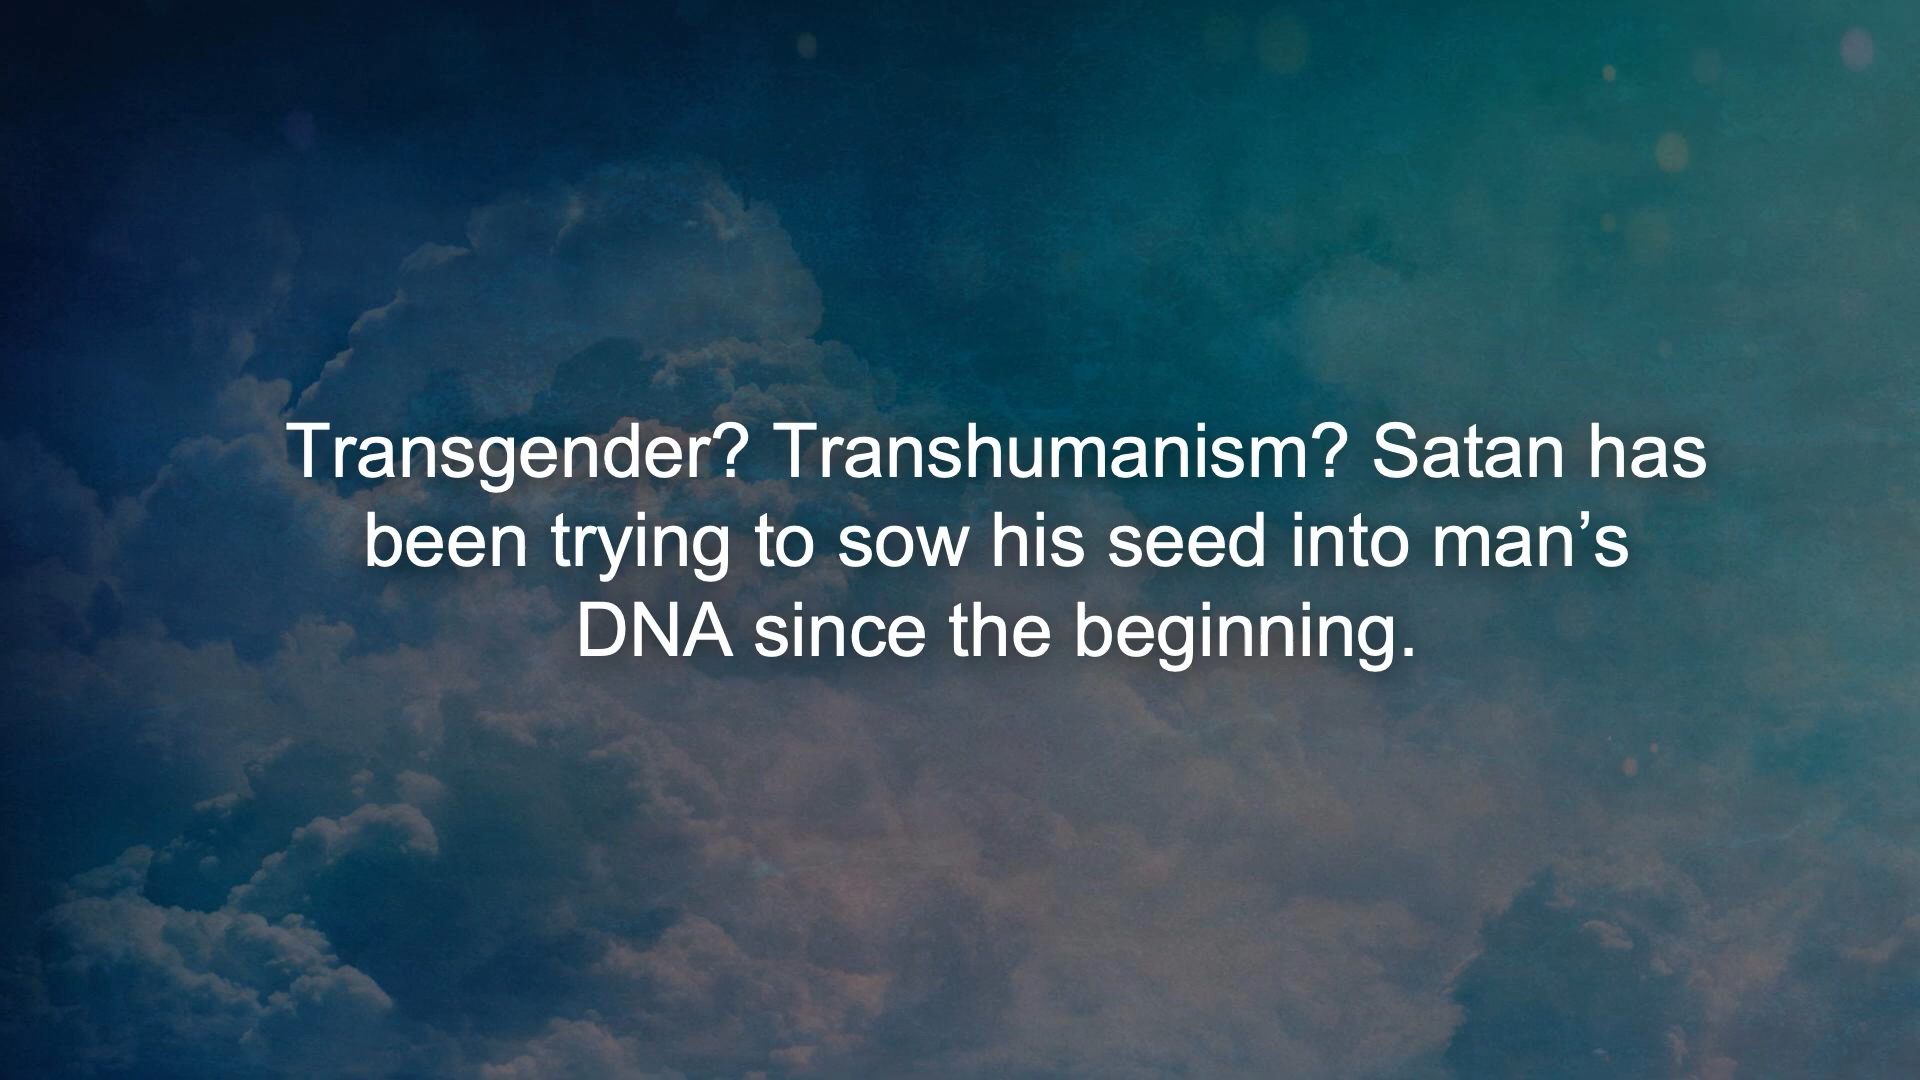 Transgender? Transhumanism? Satan has
been trying to sow his seed into man’s
DNA since the beginning.